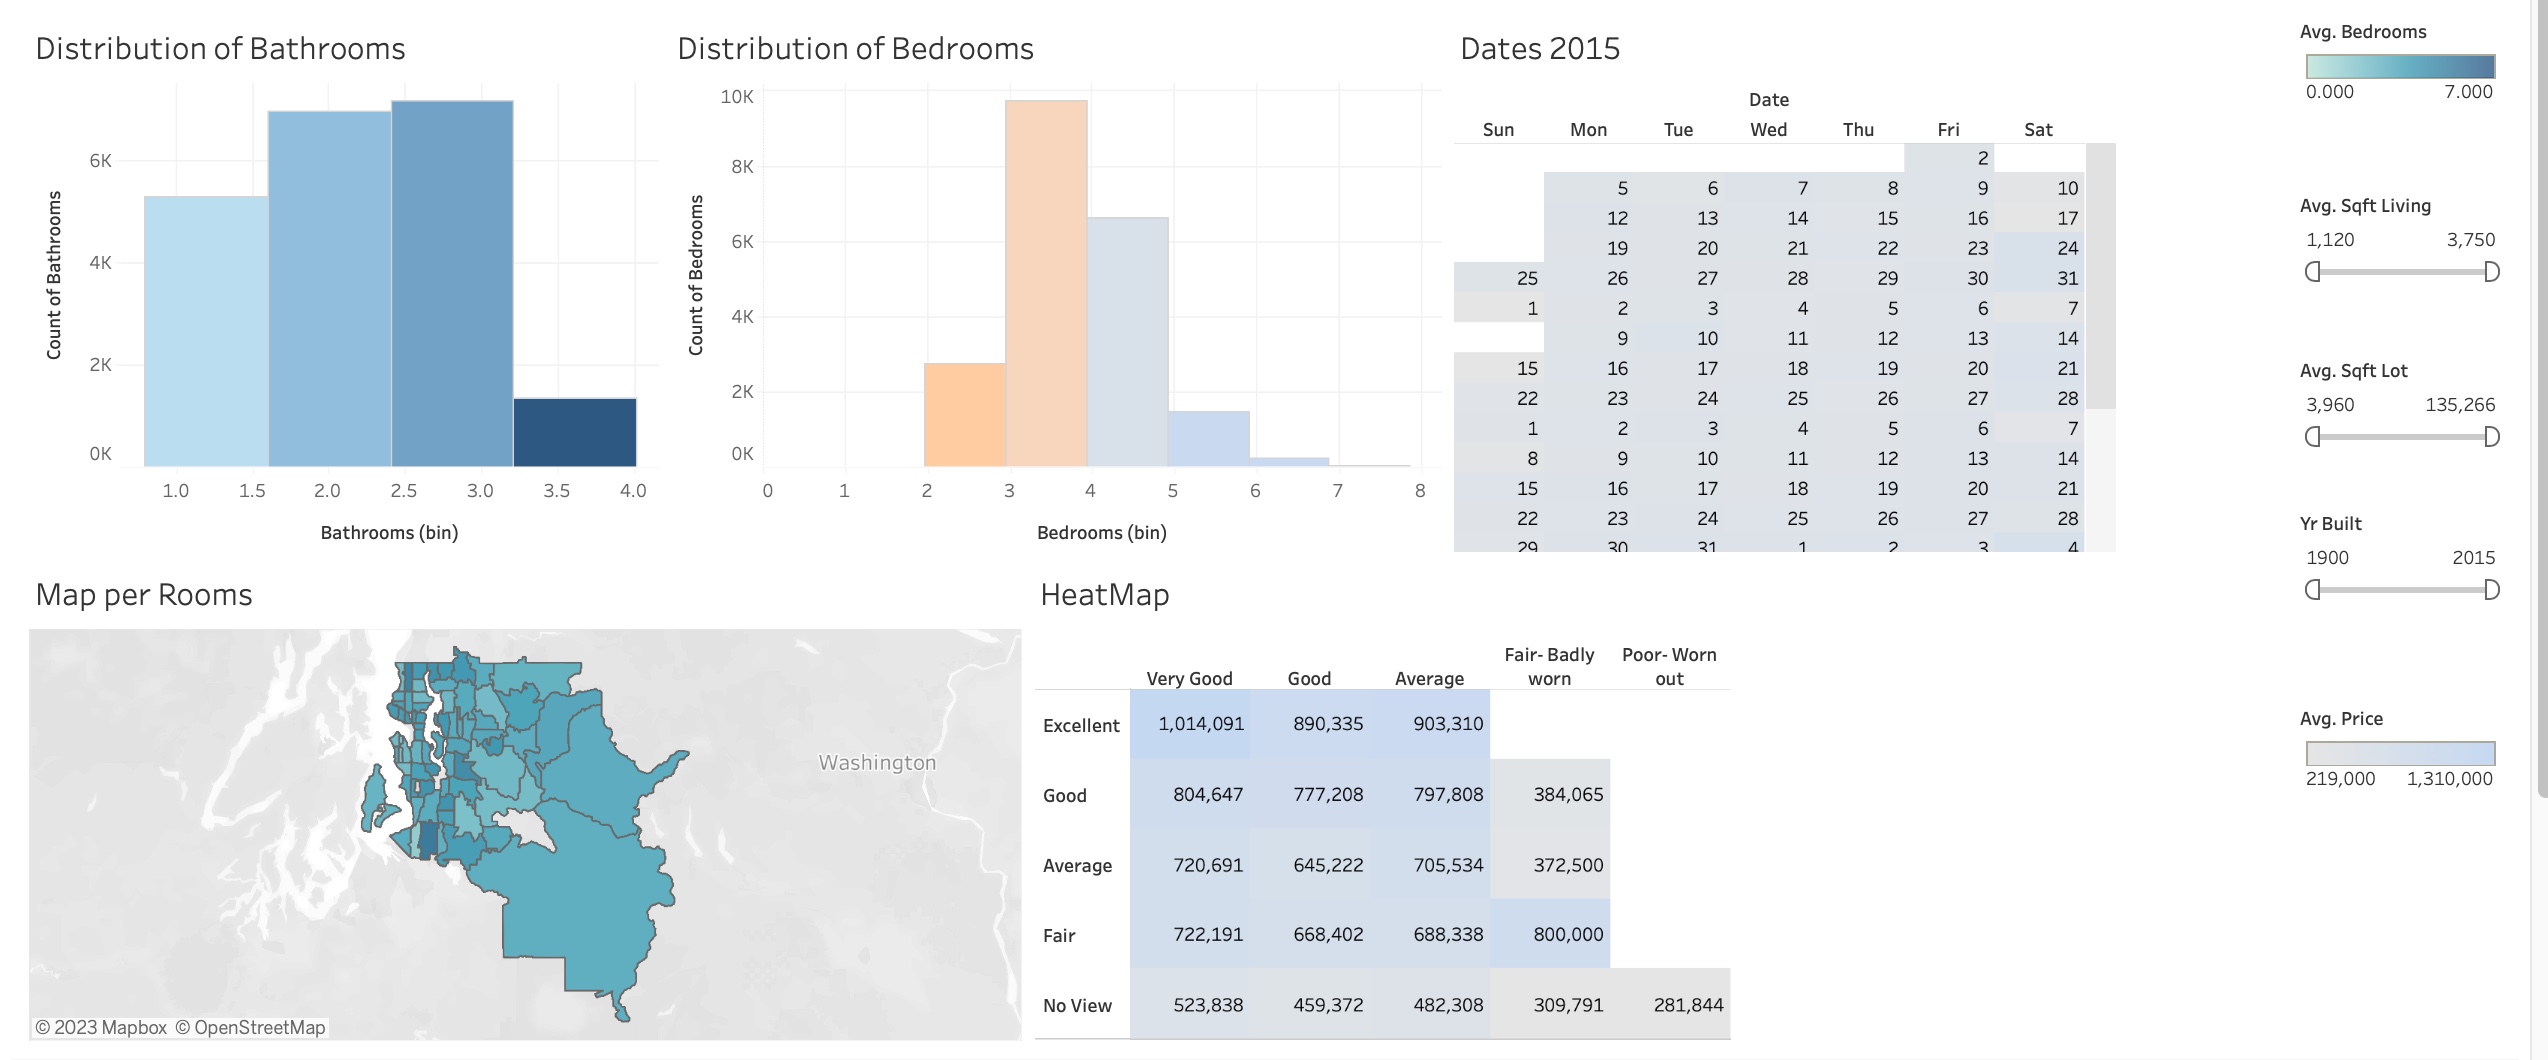 Distribution of Bathrooms
Count of Bathrooms
6K
4K
2K
0K
1.0 1.5 2.0 2.5 3.0 3.5 4.0
Bathrooms (bin)
Distribution of Bedrooms
Count of Bedrooms
10K
8K
6K
4K
2K
0K
0 1 2 3 4 5 6 7 8
Bedrooms (bin)
Dates 2015
Date
Sun Mon Tue Wed Thu Fri Sat
2
5 6 7 8 9 10
12 13 14 15 16 17
19 20 21 22 23 24
25 26 27 28 29 30 31
1 2 3 4 5 6 7
9 10 11 12 13 14
15 16 17 18 19 20 21
22 23 24 25 26 27 28
1 2 3 4 5 6 7
8 9 10 11 12 13 14
15 16 17 18 19 20 21
22 23 24 25 26 27 28
29 30 31 1 2 3 4
Avg. Bedrooms
0.000 7.000
Avg. Sqft Living
1,120 3,750
Avg. Sqft Lot
3,960 135,266
Yr Built
1900 2015
Avg. Price
219,000 1,310,000
Map per Rooms
Washington
© 2023 Mapbox © OpenStreetMap
HeatMap
Very Good Good Average Fair- Badly worn Poor- Worn out
Excellent 1,014,091 890,335 903,310
Good 804,647 777,208 797,808 384,065
Average 720,691 645,222 705,534 372,500
Fair 722,191 668,402 688,338 800,000
No View 523,838 459,372 482,308 309,791 281,844